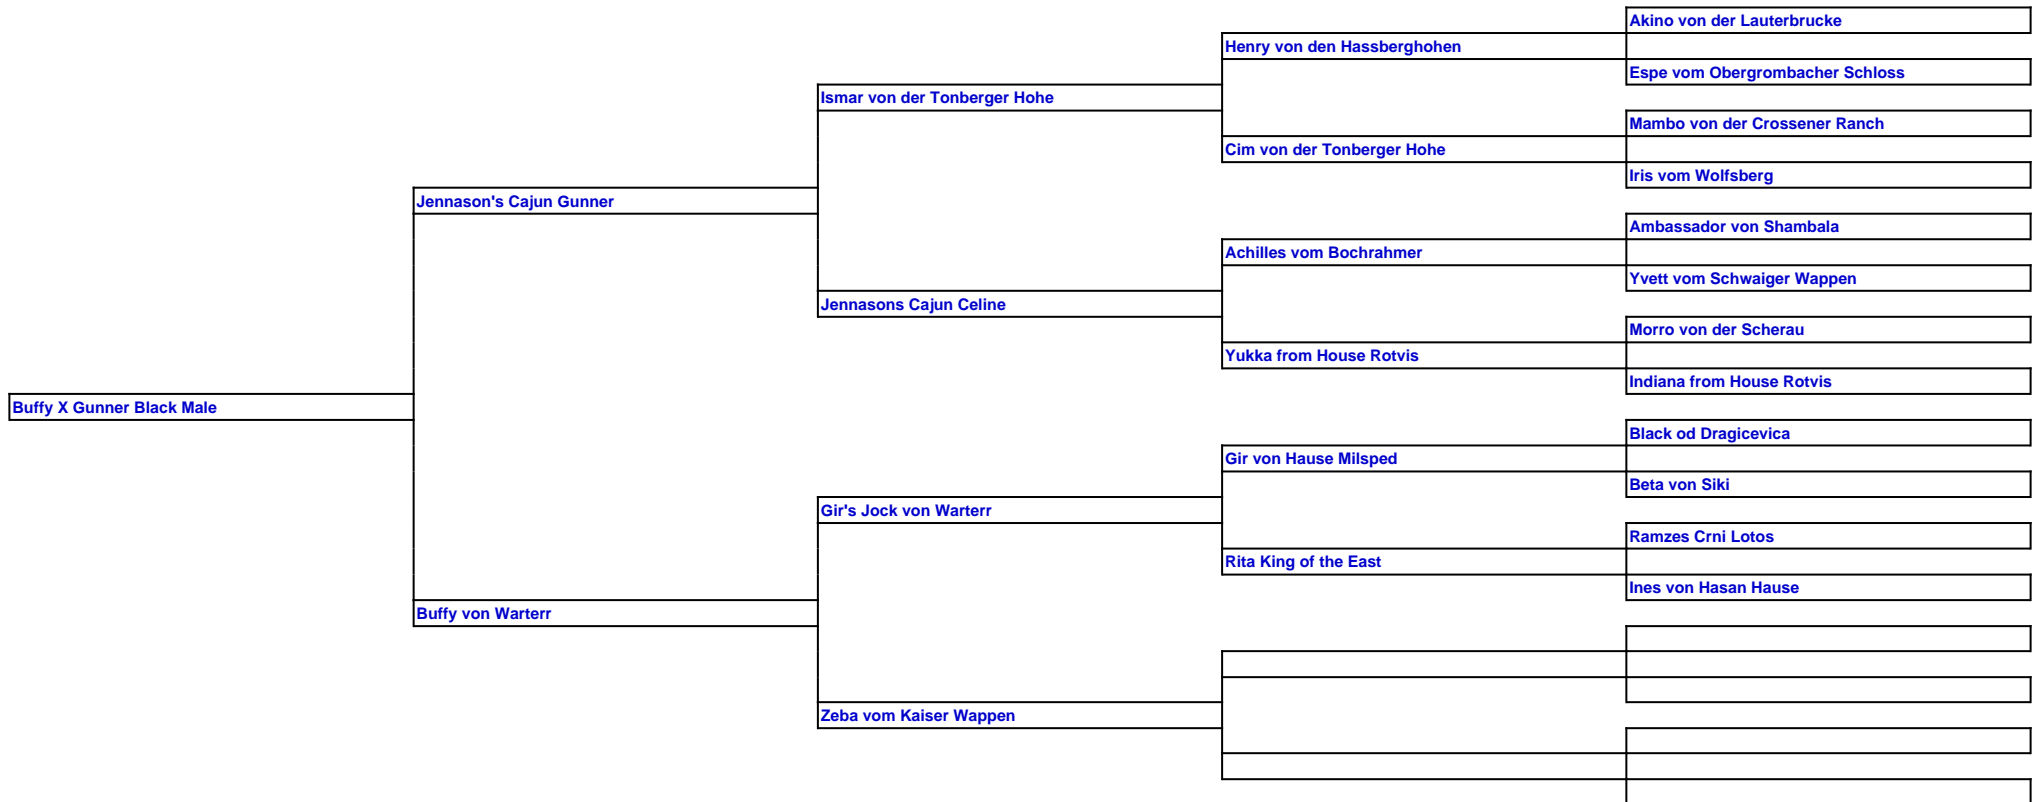 Akino von der Lauterbrucke
Henry von den Hassberghohen
Espe vom Obergrombacher Schloss
Ismar von der Tonberger Hohe
Mambo von der Crossener Ranch
Cim von der Tonberger Hohe
Iris vom Wolfsberg
Jennason's Cajun Gunner
Ambassador von Shambala
Achilles vom Bochrahmer
Yvett vom Schwaiger Wappen
Jennasons Cajun Celine
Morro von der Scherau
Yukka from House Rotvis
Indiana from House Rotvis
Buffy X Gunner Black Male
Black od Dragicevica
Gir von Hause Milsped
Beta von Siki
Gir's Jock von Warterr
Ramzes Crni Lotos
Rita King of the East
Ines von Hasan Hause
Buffy von Warterr
Zeba vom Kaiser Wappen